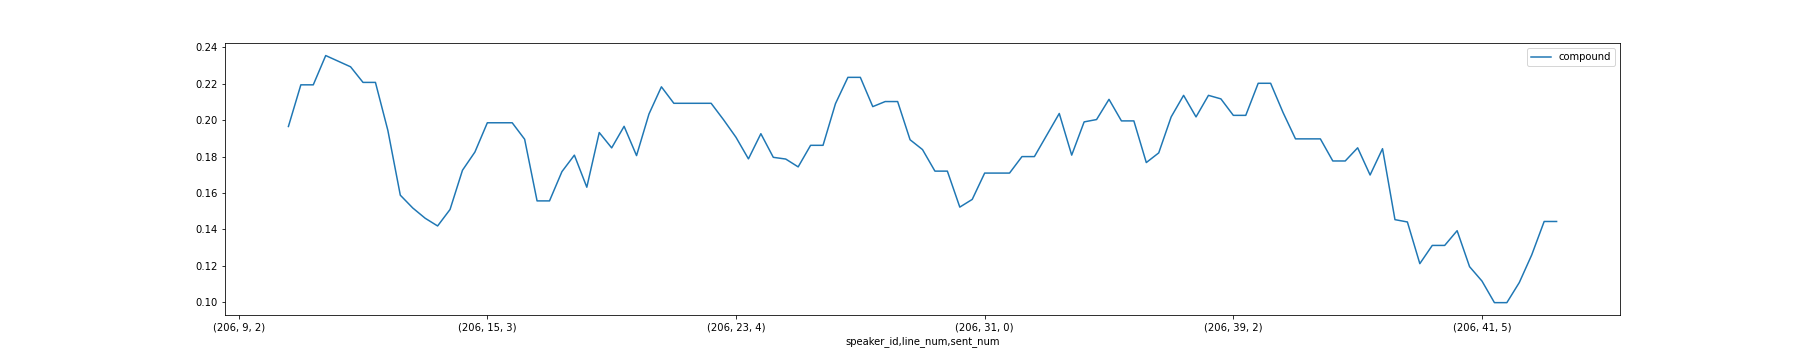 compound
0.24
0.22
0.20
0.18
0.16
0.14
0.12
0.10
(206, 9, 2) (206, 15, 3) (206, 23, 4) (206, 31, 0) (206, 39, 2) (206, 41, 5)
speaker_id,line_num,sent_num